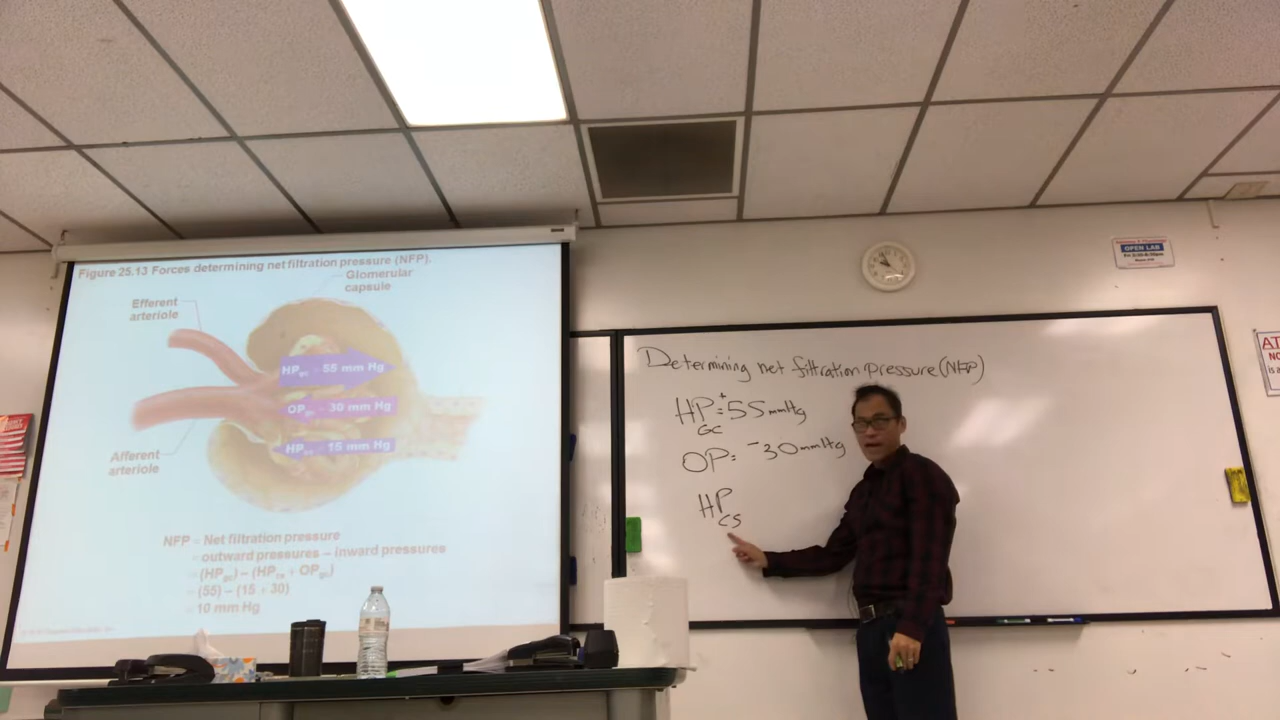 Figure 25.13 Forces determining net filtration pressure (NFP).
Glomerular
capsule
Efferent
arteriole
HPgc = 55 mm Hg
OPgc = 30 mm Hg
HPcs = 15 mm Hg
Afferent
arteriole
NFP = Net filtration pressure
= outward pressures − inward pressures
= (HPgc) − (HPcs + OPgc)
= (55) − (15 + 30)
= 10 mm Hg
Determining net filtration pressure (NFP)
HPGC = +55 mmHg
OP = -30 mmHg
HPCS
OPEN LAB
AT
NO
is a